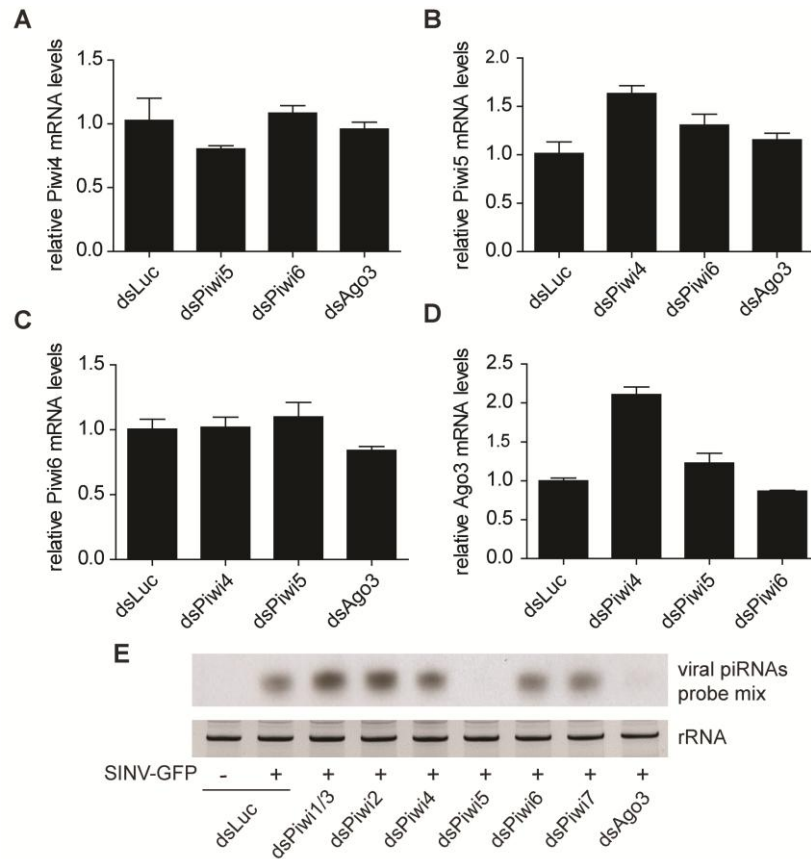 A
relative Piwi4 mRNA levels
1.5
1.0
0.5
0.0
dsLuc
dsPiwi5
dsPiwi6
dsAgo3
B
relative Piwi5 mRNA levels
2.0
1.5
1.0
0.5
0.0
dsLuc
dsPiwi4
dsPiwi6
dsAgo3
C
relative Piwi6 mRNA levels
1.5
1.0
0.5
0.0
dsLuc
dsPiwi4
dsPiwi5
dsAgo3
D
relative Ago3 mRNA levels
2.5
2.0
1.5
1.0
0.5
0.0
dsLuc
dsPiwi4
dsPiwi5
dsPiwi6
E
viral piRNAs
probe mix
rRNA
SINV-GFP - + + + + + + + +
dsLuc
dsPiwi1/3
dsPiwi2
dsPiwi4
dsPiwi5
dsPiwi6
dsPiwi7
dsAgo3